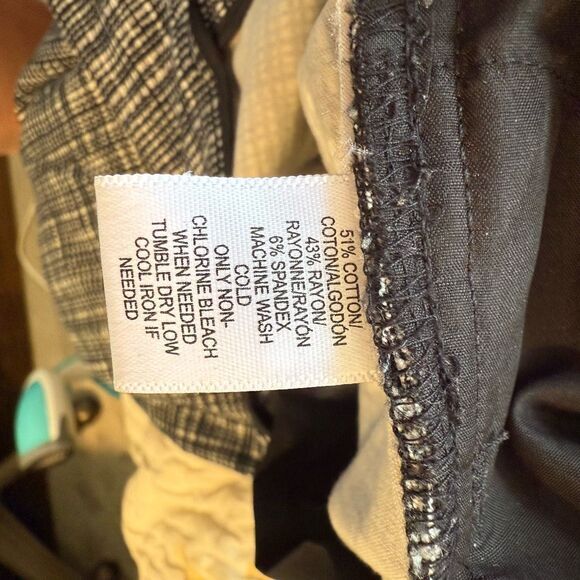 51% COTTON/
COTON/ALGODÓN
43% RAYON/
RAYONNE/RAYÓN
6% SPANDEX
MACHINE WASH
COLD
ONLY NON-
CHLORINE BLEACH
WHEN NEEDED
TUMBLE DRY LOW
COOL IRON IF
NEEDED